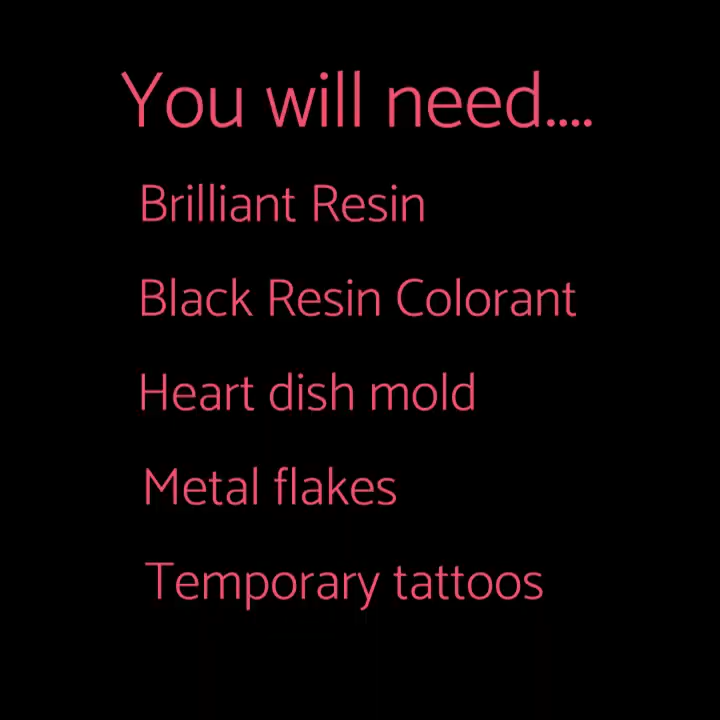 You will need....
Brilliant Resin
Black Resin Colorant
Heart dish mold
Metal flakes
Temporary tattoos